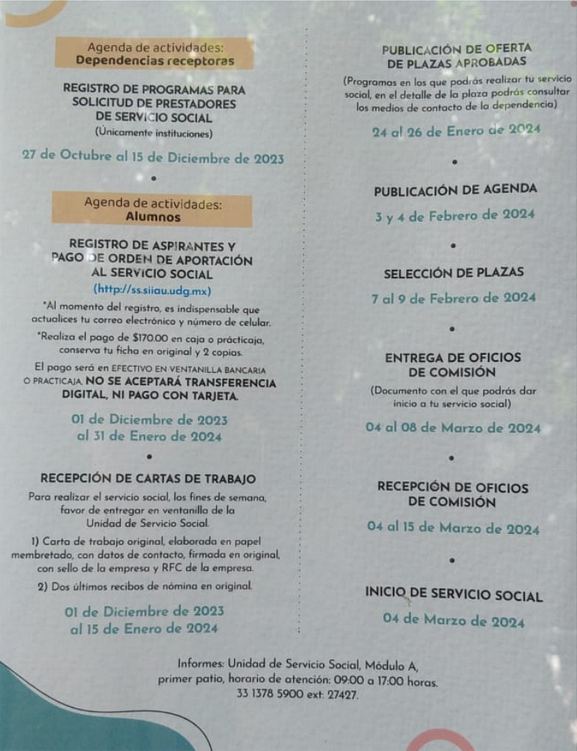 Agenda de actividades:
Dependencias receptoras
REGISTRO DE PROGRAMAS PARA
SOLICITUD DE PRESTADORES
DE SERVICIO SOCIAL
(Únicamente instituciones)
27 de Octubre al 15 de Diciembre de 2023
•
Agenda de actividades:
Alumnos
REGISTRO DE ASPIRANTES Y
PAGO DE ORDEN DE APORTACIÓN
AL SERVICIO SOCIAL
(http://ss.siiau.udg.mx)
*Al momento del registro, es indispensable que
actualices tu correo electrónico y número de celular.
*Realiza el pago de $170.00 en caja o prácticaja,
conserva tu ficha en original y 2 copias.
El pago será en EFECTIVO EN VENTANILLA BANCARIA
O PRACTICAJA, NO SE ACEPTARÁ TRANSFERENCIA
DIGITAL, NI PAGO CON TARJETA.
01 de Diciembre de 2023
al 31 de Enero de 2024
•
RECEPCIÓN DE CARTAS DE TRABAJO
Para realizar el servicio social, los fines de semana,
favor de entregar en ventanilla de la
Unidad de Servicio Social.
1) Carta de trabajo original, elaborada en papel
membretado, con datos de contacto, firmada en original,
con sello de la empresa y RFC de la empresa.
2) Dos últimos recibos de nómina en original.
01 de Diciembre de 2023
al 15 de Enero de 2024
PUBLICACIÓN DE OFERTA
DE PLAZAS APROBADAS
(Programas en los que podrás realizar tu servicio
social, en el detalle de la plaza podrás consultar
los medios de contacto de la dependencia)
24 al 26 de Enero de 2024
•
PUBLICACIÓN DE AGENDA
3 y 4 de Febrero de 2024
•
SELECCIÓN DE PLAZAS
7 al 9 de Febrero de 2024
•
ENTREGA DE OFICIOS
DE COMISIÓN
(Documento con el que podrás dar
inicio a tu servicio social)
04 al 08 de Marzo de 2024
•
RECEPCIÓN DE OFICIOS
DE COMISIÓN
04 al 15 de Marzo de 2024
•
INICIO DE SERVICIO SOCIAL
04 de Marzo de 2024
Informes: Unidad de Servicio Social, Módulo A,
primer patio, horario de atención: 09:00 a 17:00 horas.
33 1378 5900 ext: 27427.